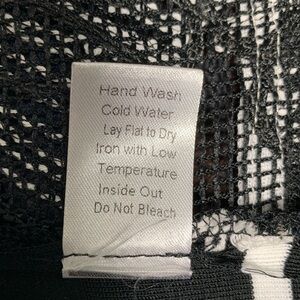 Hand Wash
Cold Water
Lay Flat to Dry
Iron with Low
Temperature
Inside Out
Do Not Bleach